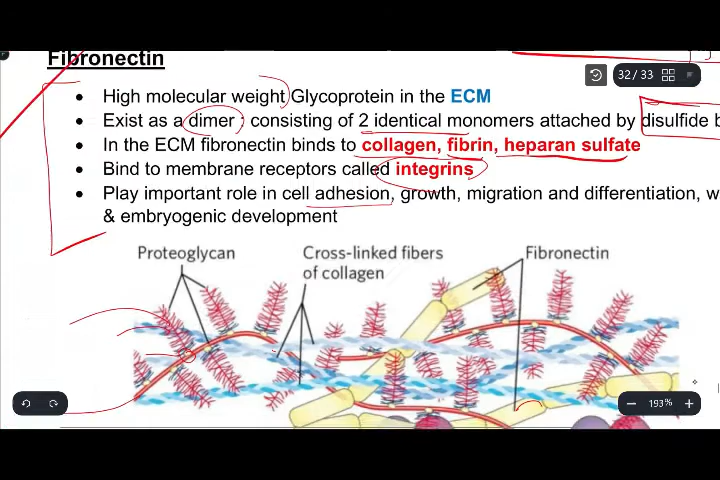 Fibronectin
32 / 33
• High molecular weight Glycoprotein in the ECM
• Exist as a dimer : consisting of 2 identical monomers attached by disulfide b
• In the ECM fibronectin binds to collagen, fibrin, heparan sulfate
• Bind to membrane receptors called integrins
• Play important role in cell adhesion, growth, migration and differentiation, w
& embryogenic development
Proteoglycan Cross-linked fibers Fibronectin
of collagen
193%